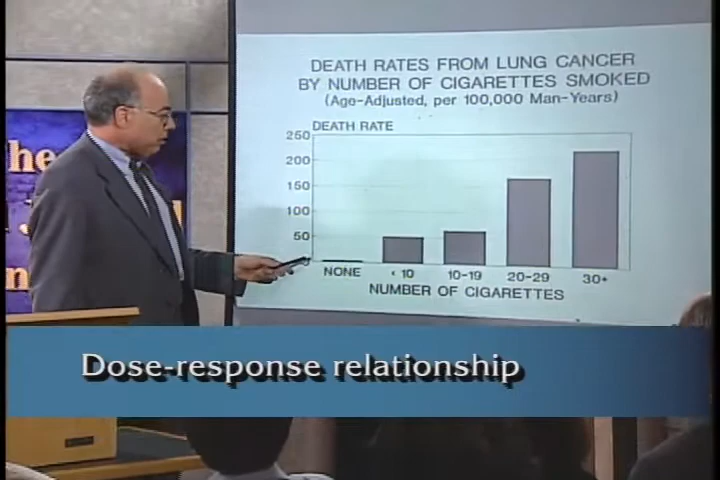 DEATH RATES FROM LUNG CANCER
BY NUMBER OF CIGARETTES SMOKED
(Age-Adjusted, per 100,000 Man-Years)
DEATH RATE
250
200
150
100
50
NONE < 10 10-19 20-29 30+
NUMBER OF CIGARETTES
the
Dose-response relationship